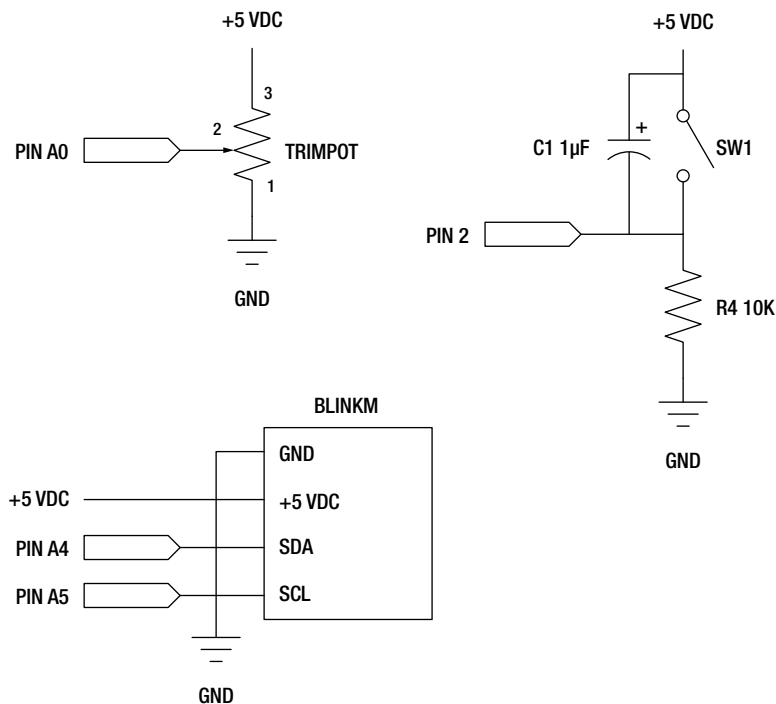 +5 VDC
3
2
PIN A0
TRIMPOT
1
GND
+5 VDC
+
C1 1µF
SW1
PIN 2
R4 10K
GND
BLINKM
GND
+5 VDC
+5 VDC
PIN A4
SDA
PIN A5
SCL
GND